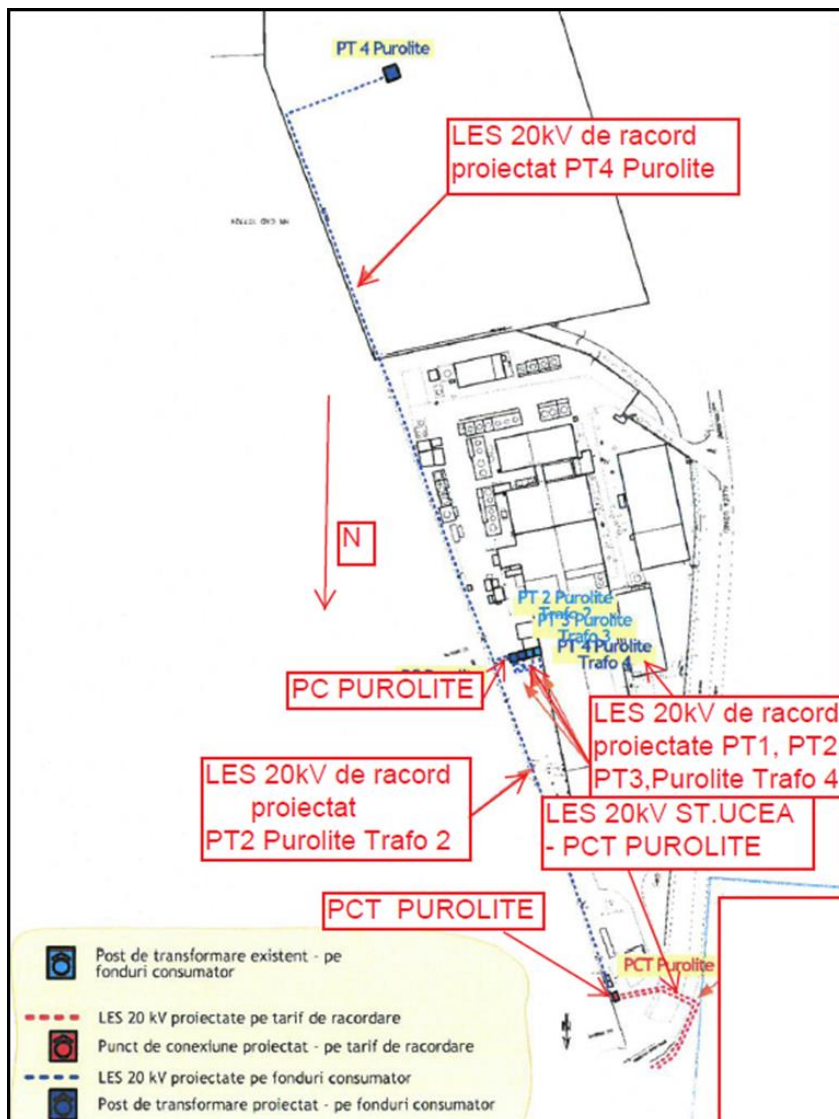 PT 4 Purolite
LES 20kV de racord
proiectat PT4 Purolite
N
PT 2 Purolite
Trafo 2
PT 3 Purolite
Trafo 3
PT 4 Purolite
Trafo 4
PC PUROLITE
LES 20kV de racord
proiectate PT1, PT2
PT3,Purolite Trafo 4
LES 20kV de racord
proiectat
PT2 Purolite Trafo 2
LES 20kV ST.UCEA
- PCT PUROLITE
PCT PUROLITE
PCT Purolite
Post de transformare existent - pe
fonduri consumator
LES 20 kV proiectate pe tarif de racordare
Punct de conexiune proiectat - pe tarif de racordare
LES 20 kV proiectate pe fonduri consumator
Post de transformare proiectat - pe fonduri consumator